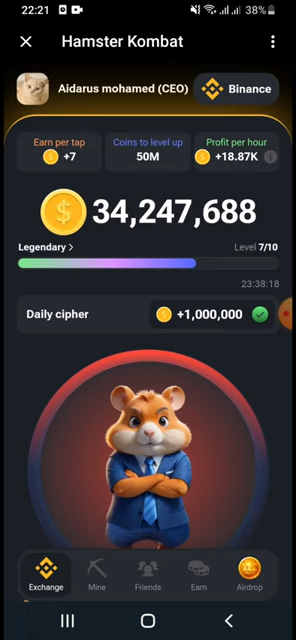 22:21
38%
Hamster Kombat
Aidarus mohamed (CEO)
Binance
Earn per tap
+7
Coins to level up
50M
Profit per hour
+18.87K
34,247,688
Legendary >
Level 7/10
23:38:18
Daily cipher
+1,000,000
Exchange
Mine
Friends
Earn
Airdrop